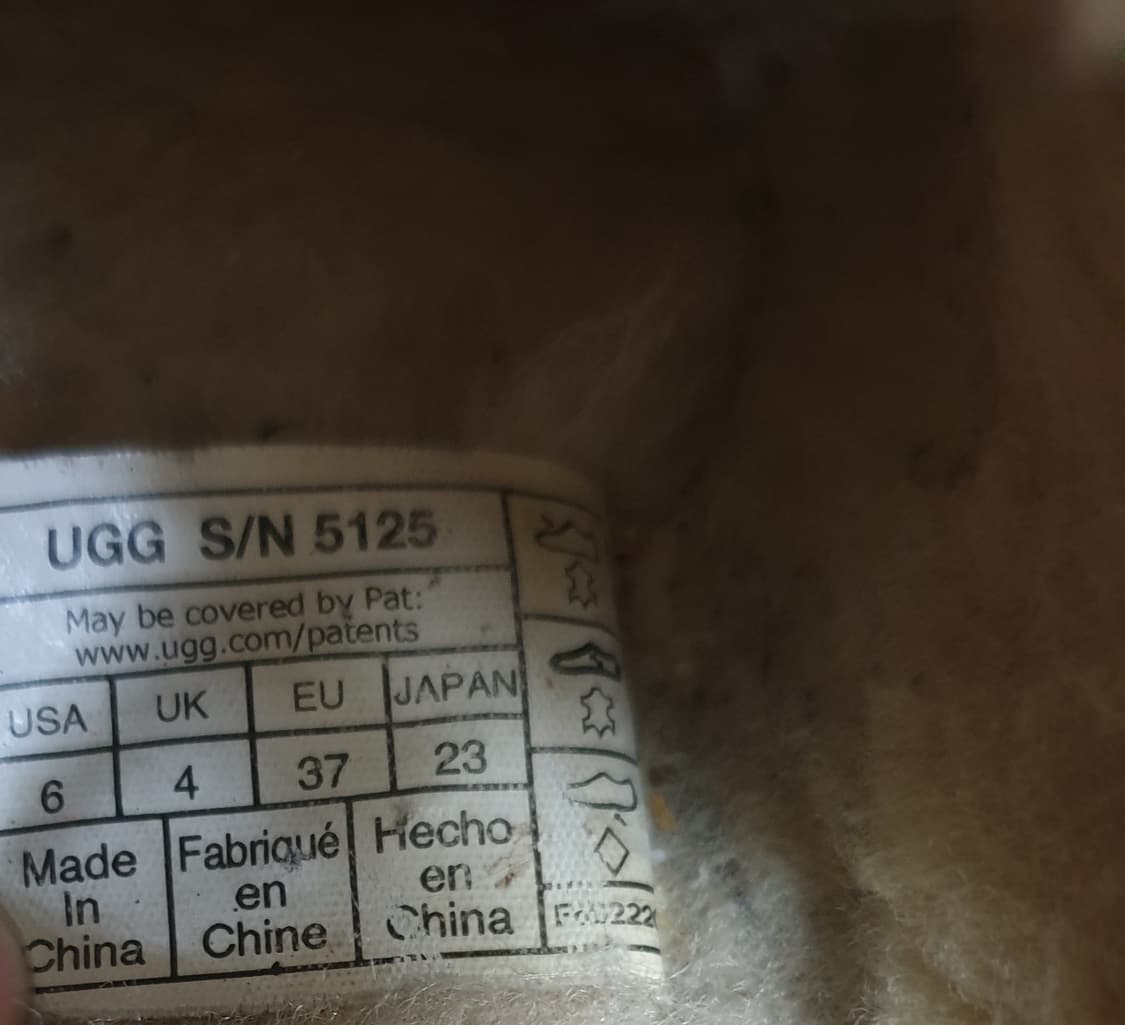 UGG S/N 5125
May be covered by Pat:
www.ugg.com/patents
USA UK EU JAPAN
6 4 37 23
Made Fabriqué Hecho
In en en
China Chine China